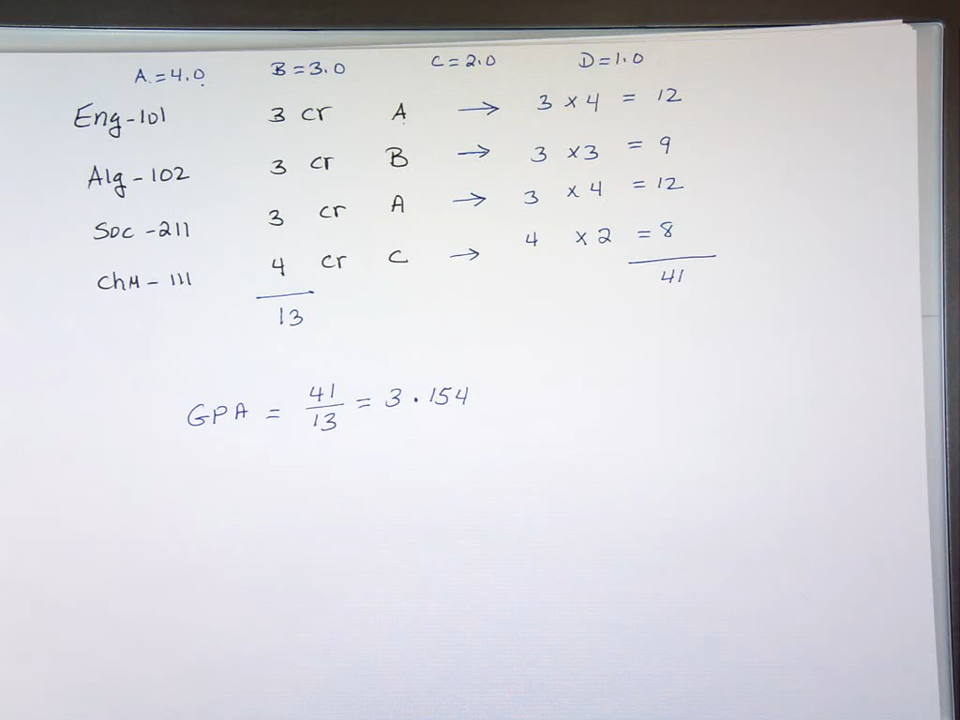 A = 4.0 B = 3.0 C = 2.0 D = 1.0
Eng-101 3 cr A → 3 × 4 = 12
Alg-102 3 cr B → 3 × 3 = 9
Soc-211 3 cr A → 3 × 4 = 12
ChM-111 4 cr C → 4 × 2 = 8
13 41
GPA = 41/13 = 3.154